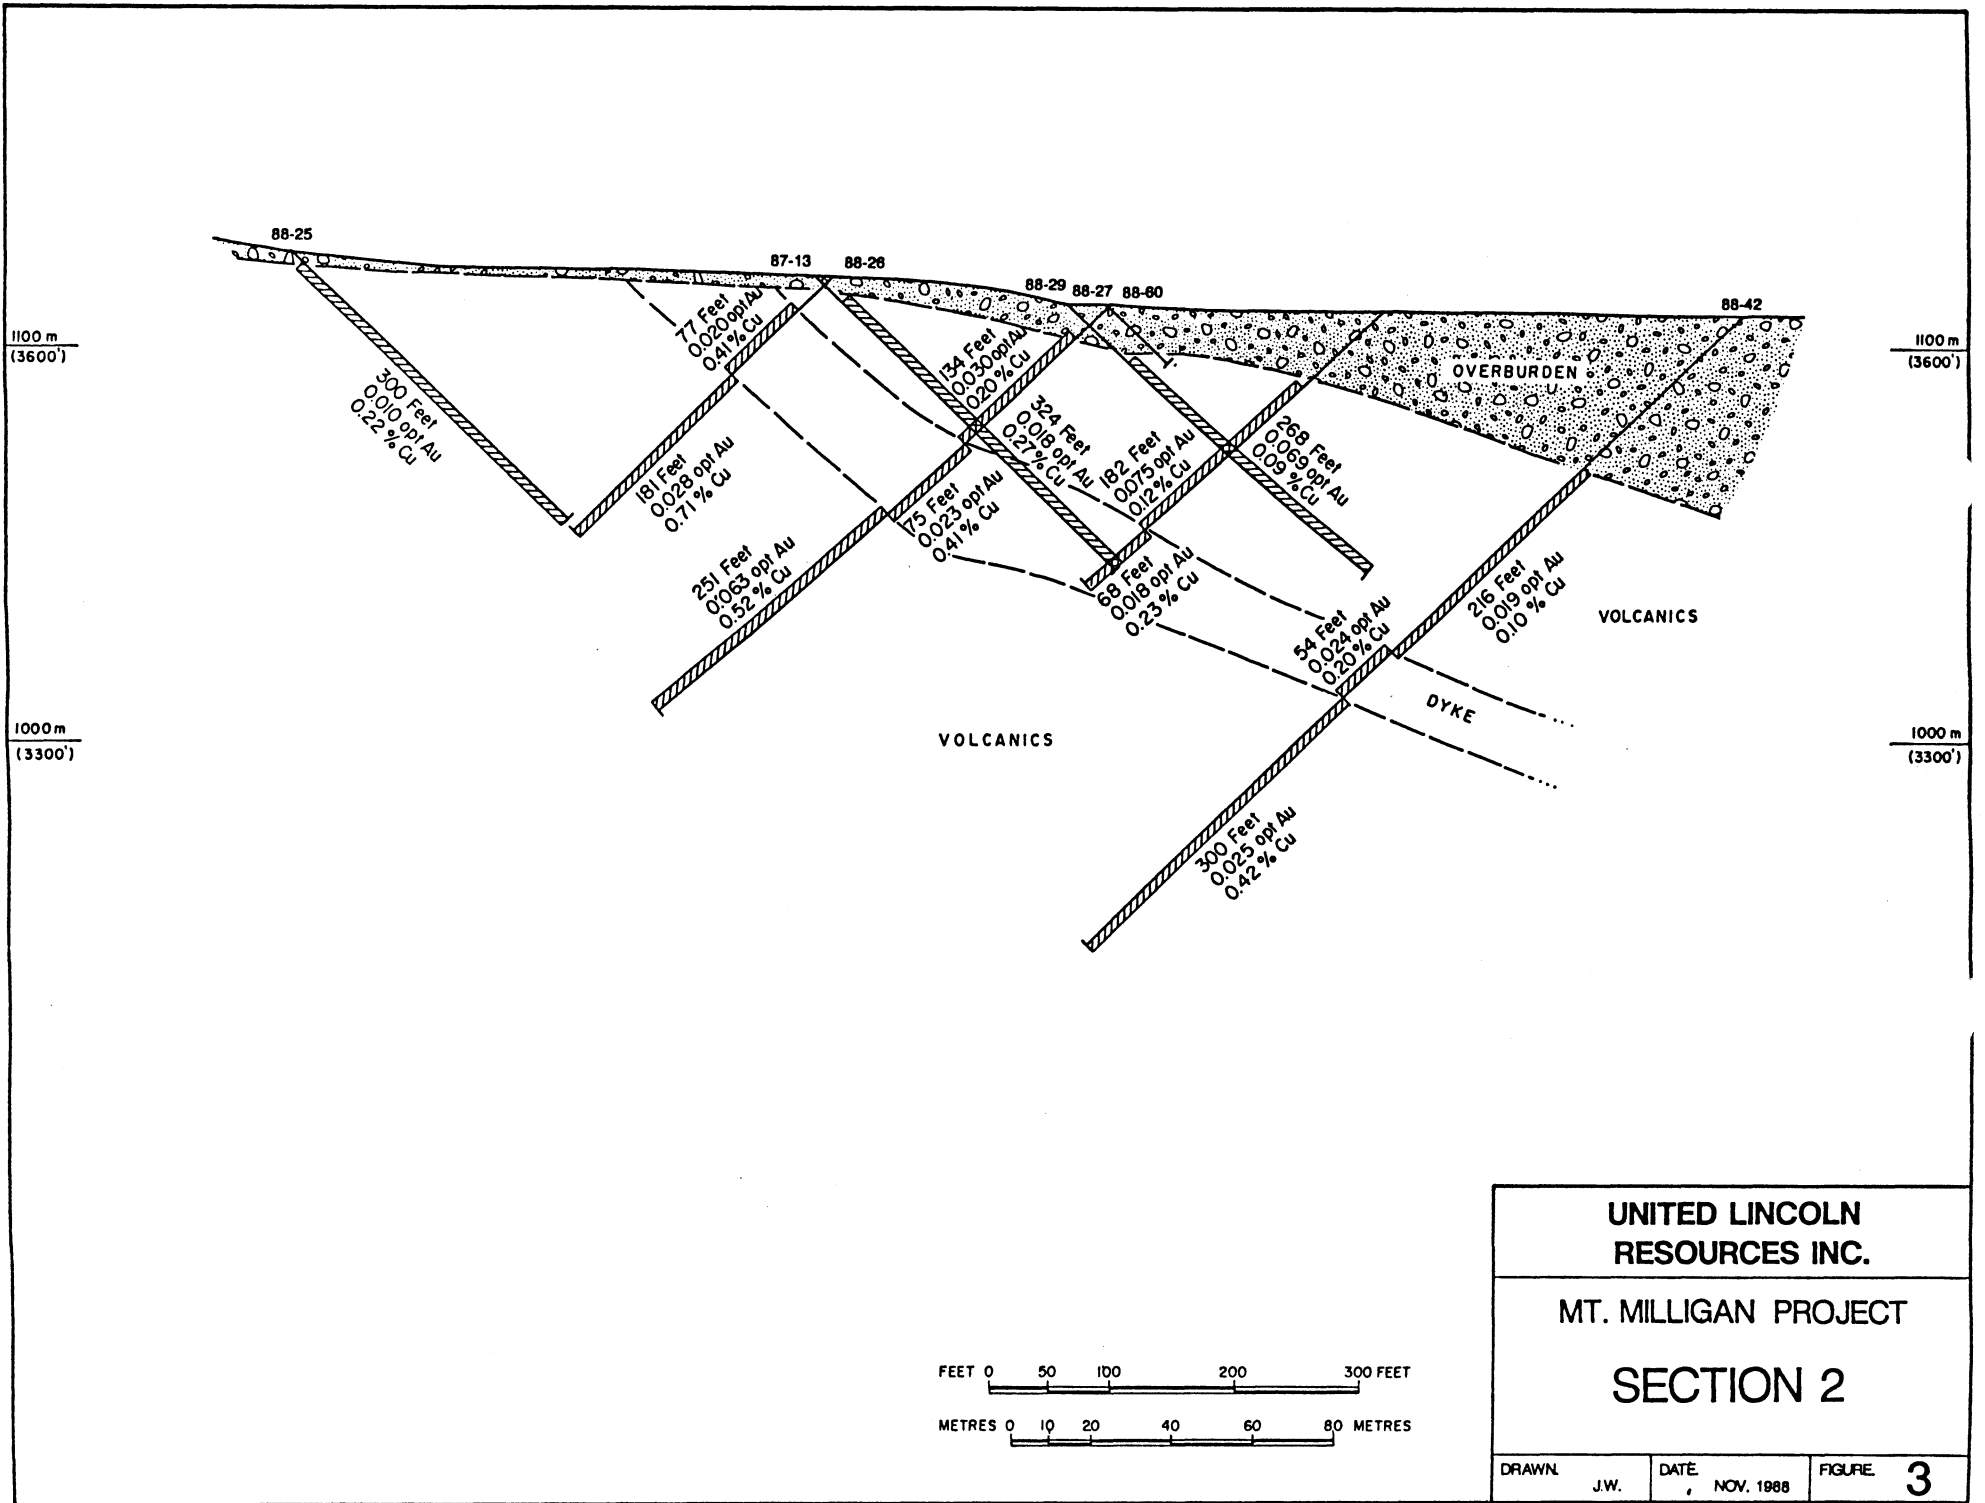 88-25
87-13
88-26
88-29
88-27
88-60
88-42
1100 m
(3600')
1100 m
(3600')
300 Feet
0.010 opt Au
0.22 % Cu
77 Feet
0.020 opt Au
0.41% Cu
181 Feet
0.028 opt Au
0.71 % Cu
134 Feet
0.030 opt Au
0.20 % Cu
324 Feet
0.018 opt Au
0.27% Cu
75 Feet
0.023 opt Au
0.41% Cu
251 Feet
0.063 opt Au
0.52 % Cu
182 Feet
0.075 opt Au
0.12% Cu
268 Feet
0.069 opt Au
0.09 % Cu
68 Feet
0.018 opt Au
0.23 % Cu
54 Feet
0.024 opt Au
0.20% Cu
216 Feet
0.019 opt Au
0.10 % Cu
300 Feet
0.025 opt Au
0.42 % Cu
OVERBURDEN
VOLCANICS
DYKE
VOLCANICS
1000 m
(3300')
1000 m
(3300')
FEET 0 50 100 200 300 FEET
METRES 0 10 20 40 60 80 METRES
UNITED LINCOLN
RESOURCES INC.
MT. MILLIGAN PROJECT
SECTION 2
DRAWN. J.W.
DATE. NOV. 1988
FIGURE. 3